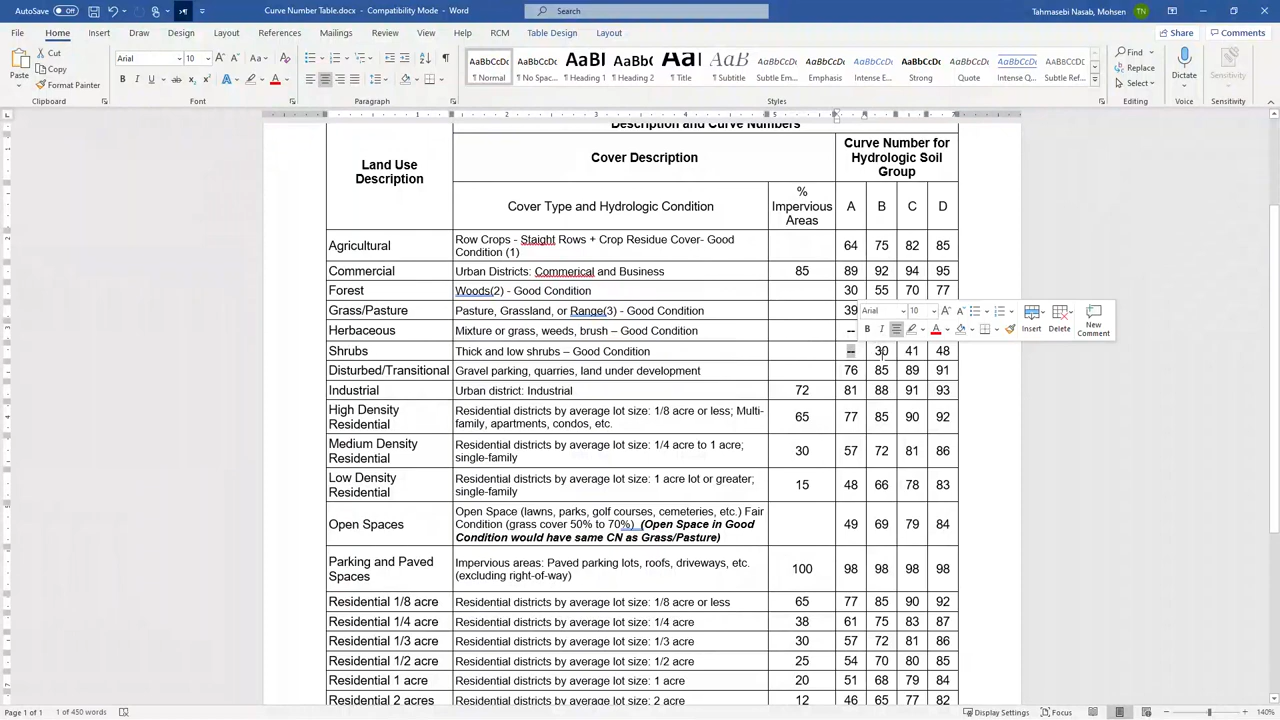 AutoSave Off Curve Number Table.docx - Compatibility Mode - Word Search Tahmasebi Nasab, Mohsen TN
File Home Insert Draw Design Layout References Mailings Review View Help RCM Table Design Layout Share Comments
Paste Cut Copy Format Painter
Arial 10
AaBbCcDc AaBbCcDc AaBl AaBbCc AaI AaB AaBbCcDc AaBbCcDc AaBbCcDc AaBbCcDc AaBbCcDc AaBbCcDc AaBbCcDc
¶ Normal No Spac... ¶ Heading 1 ¶ Heading 2 ¶ Title ¶ Subtitle Subtle Em... Emphasis Intense E... Strong Quote Intense Q... Subtle Ref...
Find Replace Select Dictate Sensitivity
Clipboard Font Paragraph Styles Editing Voice Sensitivity
Description and Curve Numbers
Land Use
Description
Cover Description
Curve Number for
Hydrologic Soil
Group
Cover Type and Hydrologic Condition
%
Impervious
Areas
A B C D
Agricultural
Row Crops - Staight Rows + Crop Residue Cover- Good
Condition (1)
64 75 82 85
Commercial Urban Districts: Commerical and Business 85 89 92 94 95
Forest Woods(2) - Good Condition 30 55 70 77
Grass/Pasture Pasture, Grassland, or Range(3) - Good Condition 39
Herbaceous Mixture or grass, weeds, brush – Good Condition --
Arial 10
Insert Delete New
Comment
Shrubs Thick and low shrubs – Good Condition -- 30 41 48
Disturbed/Transitional Gravel parking, quarries, land under development 76 85 89 91
Industrial Urban district: Industrial 72 81 88 91 93
High Density
Residential
Residential districts by average lot size: 1/8 acre or less; Multi-
family, apartments, condos, etc.
65 77 85 90 92
Medium Density
Residential
Residential districts by average lot size: 1/4 acre to 1 acre;
single-family
30 57 72 81 86
Low Density
Residential
Residential districts by average lot size: 1 acre lot or greater;
single-family
15 48 66 78 83
Open Spaces
Open Space (lawns, parks, golf courses, cemeteries, etc.) Fair
Condition (grass cover 50% to 70%) (Open Space in Good
Condition would have same CN as Grass/Pasture)
49 69 79 84
Parking and Paved
Spaces
Impervious areas: Paved parking lots, roofs, driveways, etc.
(excluding right-of-way)
100 98 98 98 98
Residential 1/8 acre Residential districts by average lot size: 1/8 acre or less 65 77 85 90 92
Residential 1/4 acre Residential districts by average lot size: 1/4 acre 38 61 75 83 87
Residential 1/3 acre Residential districts by average lot size: 1/3 acre 30 57 72 81 86
Residential 1/2 acre Residential districts by average lot size: 1/2 acre 25 54 70 80 85
Residential 1 acre Residential districts by average lot size: 1 acre 20 51 68 79 84
Residential 2 acres Residential districts by average lot size: 2 acre 12 46 65 77 82
Page 1 of 1 1 of 450 words Display Settings Focus 140%